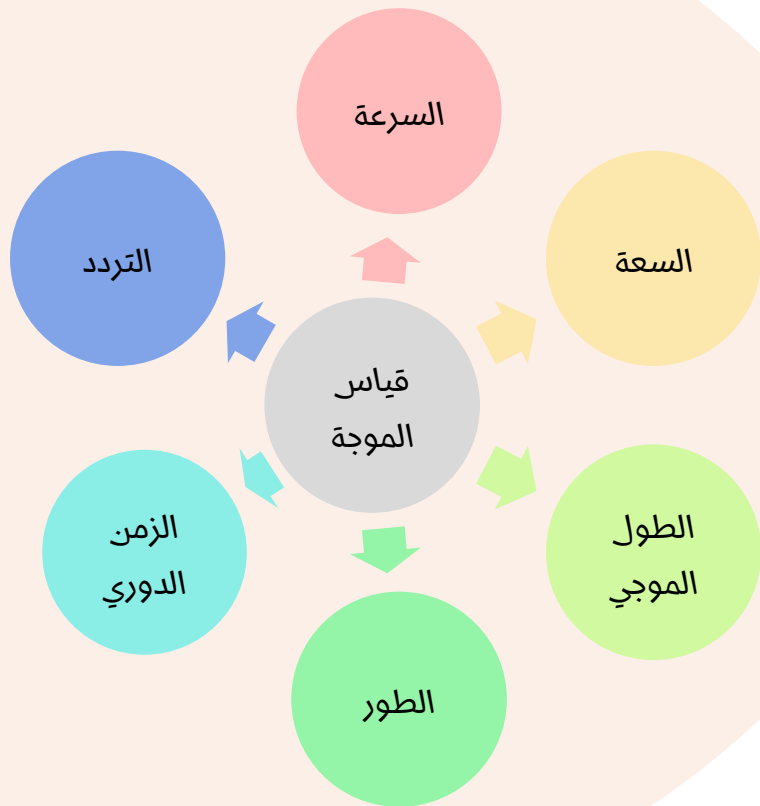 السرعة
السعة
التردد
قياس
الموجة
الطول
الموجي
الزمن
الدوري
الطور